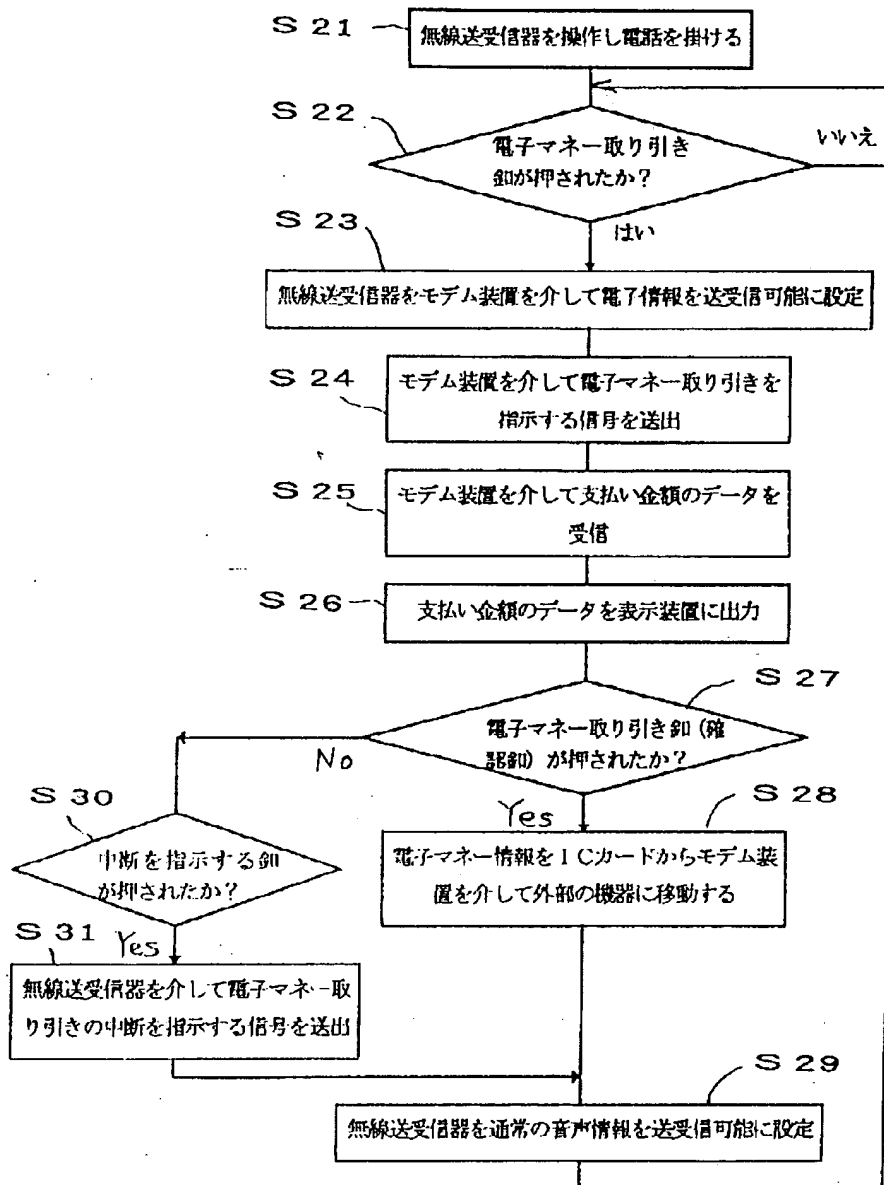 S 21
無線送受信器を操作し電話を掛ける
S 22
電子マネー取り引き
釦が押されたか?
いいえ
はい
S 23
無線送受信器をモデム装置を介して電子情報を送受信可能に設定
S 24
モデム装置を介して電子マネー取り引きを
指示する信号を送出
S 25
モデム装置を介して支払い金額のデータを
受信
S 26
支払い金額のデータを表示装置に出力
S 27
電子マネー取り引き釦(確
認釦)が押されたか?
No
Yes
S 28
電子マネー情報をICカードからモデム装
置を介して外部の機器に移動する
S 30
中断を指示する釦
が押されたか?
Yes
S 31
無線送受信器を介して電子マネー取
り引きの中断を指示する信号を送出
S 29
無線送受信器を通常の音声情報を送受信可能に設定